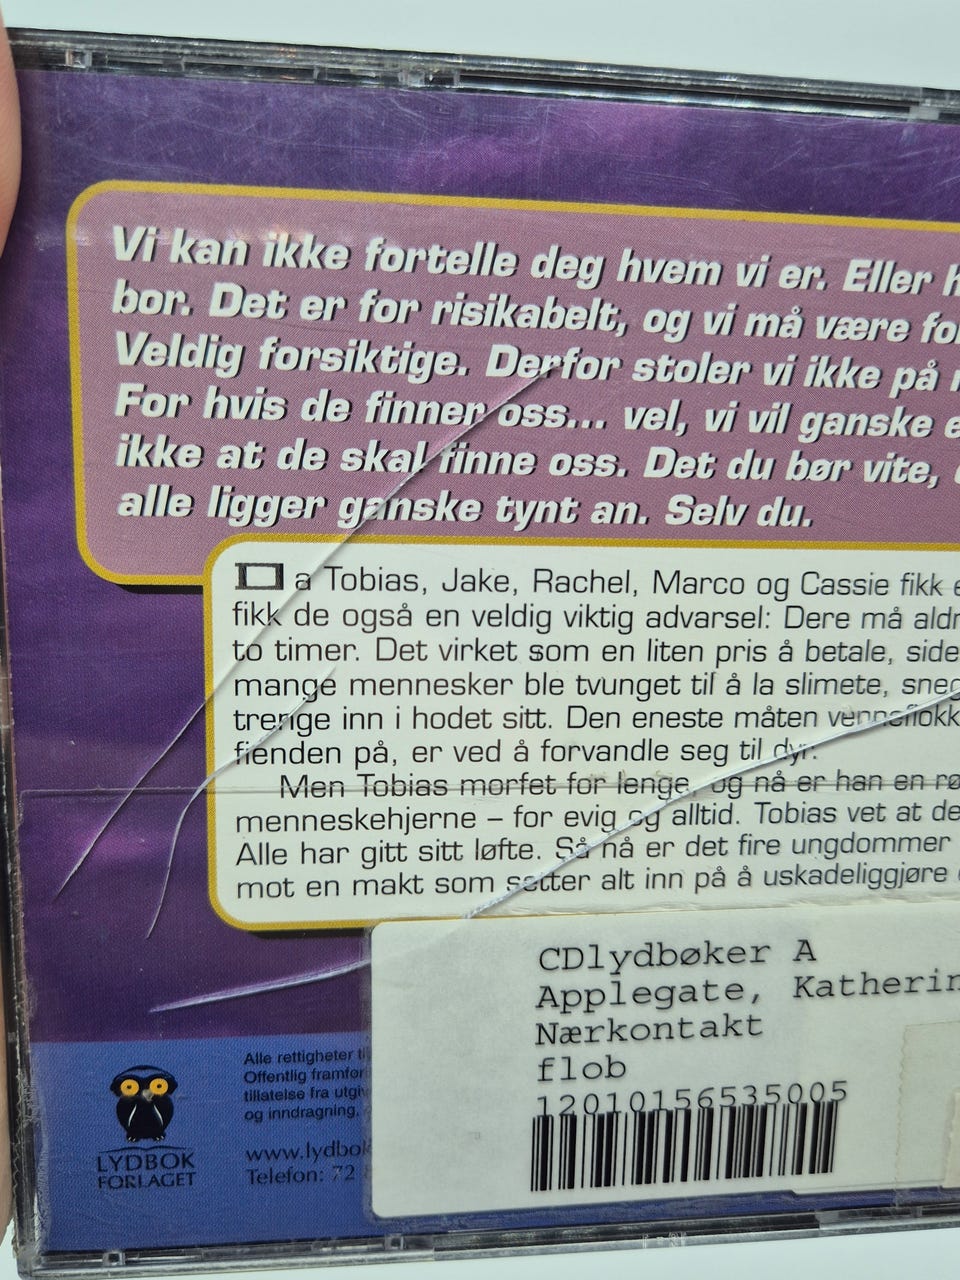 Vi kan ikke fortelle deg hvem vi er. Eller
bor. Det er for risikabelt, og vi må være
Veldig forsiktige. Derfor stoler vi ikke på
For hvis de finner oss... vel, vi vil ganske
ikke at de skal finne oss. Det du bør vite,
alle ligger ganske tynt an. Selv du.
Da Tobias, Jake, Rachel, Marco og Cassie fikk
fikk de også en veldig viktig advarsel: Dere må
to timer. Det virket som en liten pris å betale,
mange mennesker ble tvunget til å la slimete,
trenge inn i hodet sitt. Den eneste måten
fienden på, er ved å forvandle seg til dyr.
Men Tobias morfet for lenge, og nå er han en
menneskehjerne – for evig og alltid. Tobias vet at
Alle har gitt sitt løfte. Så nå er det fire ungdommer
mot en makt som setter alt inn på å uskadeliggjøre
CDlydbøker A
Applegate, Katherin
Nærkontakt
flob
12010156535005
Alle rettigheter
Offentlig
tillatelse fra
og inndragning.
www.lydbok
Telefon: 72
LYDBOK
FORLAGET